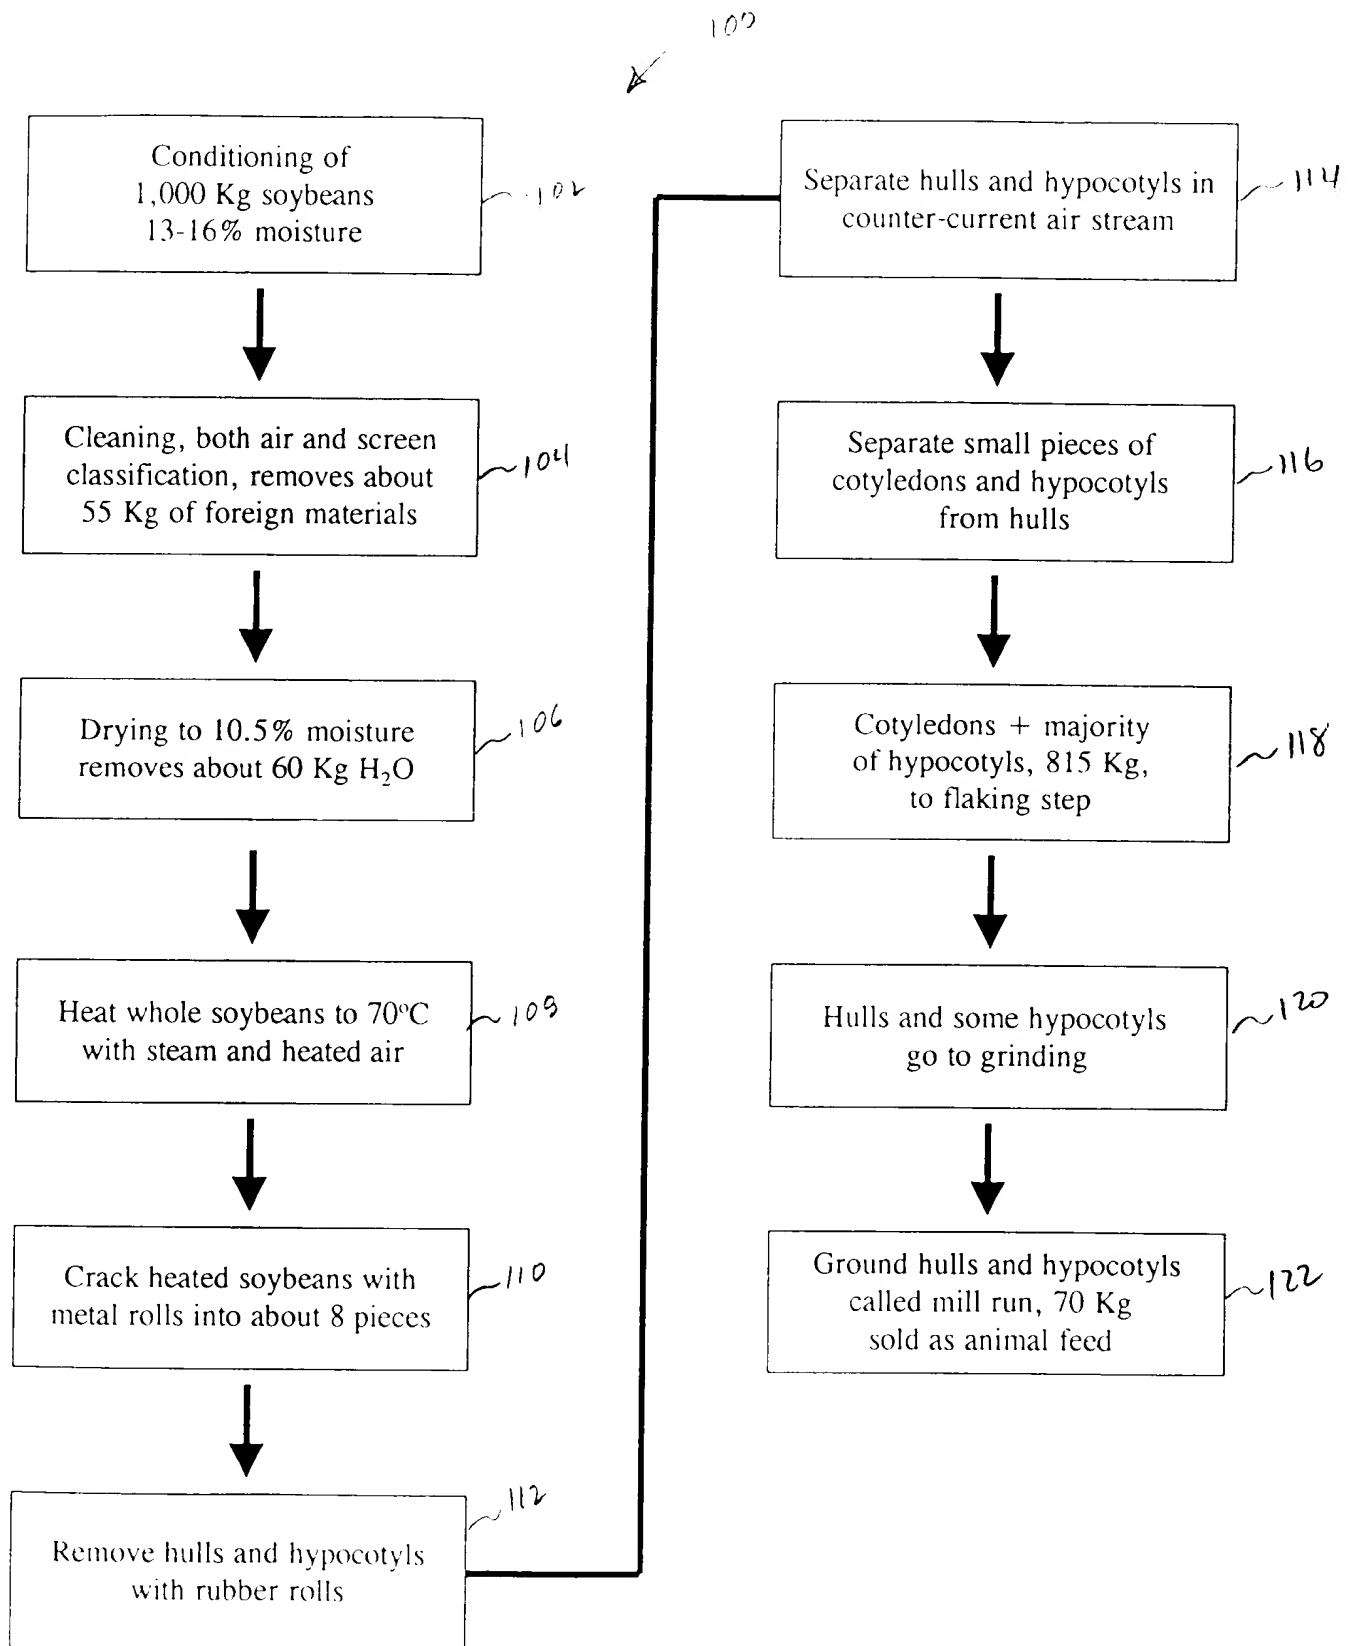 100
Conditioning of
1,000 Kg soybeans
13-16% moisture
102
Cleaning, both air and screen
classification, removes about
55 Kg of foreign materials
104
Drying to 10.5% moisture
removes about 60 Kg H₂O
106
Heat whole soybeans to 70°C
with steam and heated air
108
Crack heated soybeans with
metal rolls into about 8 pieces
110
Remove hulls and hypocotyls
with rubber rolls
112
Separate hulls and hypocotyls in
counter-current air stream
114
Separate small pieces of
cotyledons and hypocotyls
from hulls
116
Cotyledons + majority
of hypocotyls, 815 Kg,
to flaking step
118
Hulls and some hypocotyls
go to grinding
120
Ground hulls and hypocotyls
called mill run, 70 Kg
sold as animal feed
122